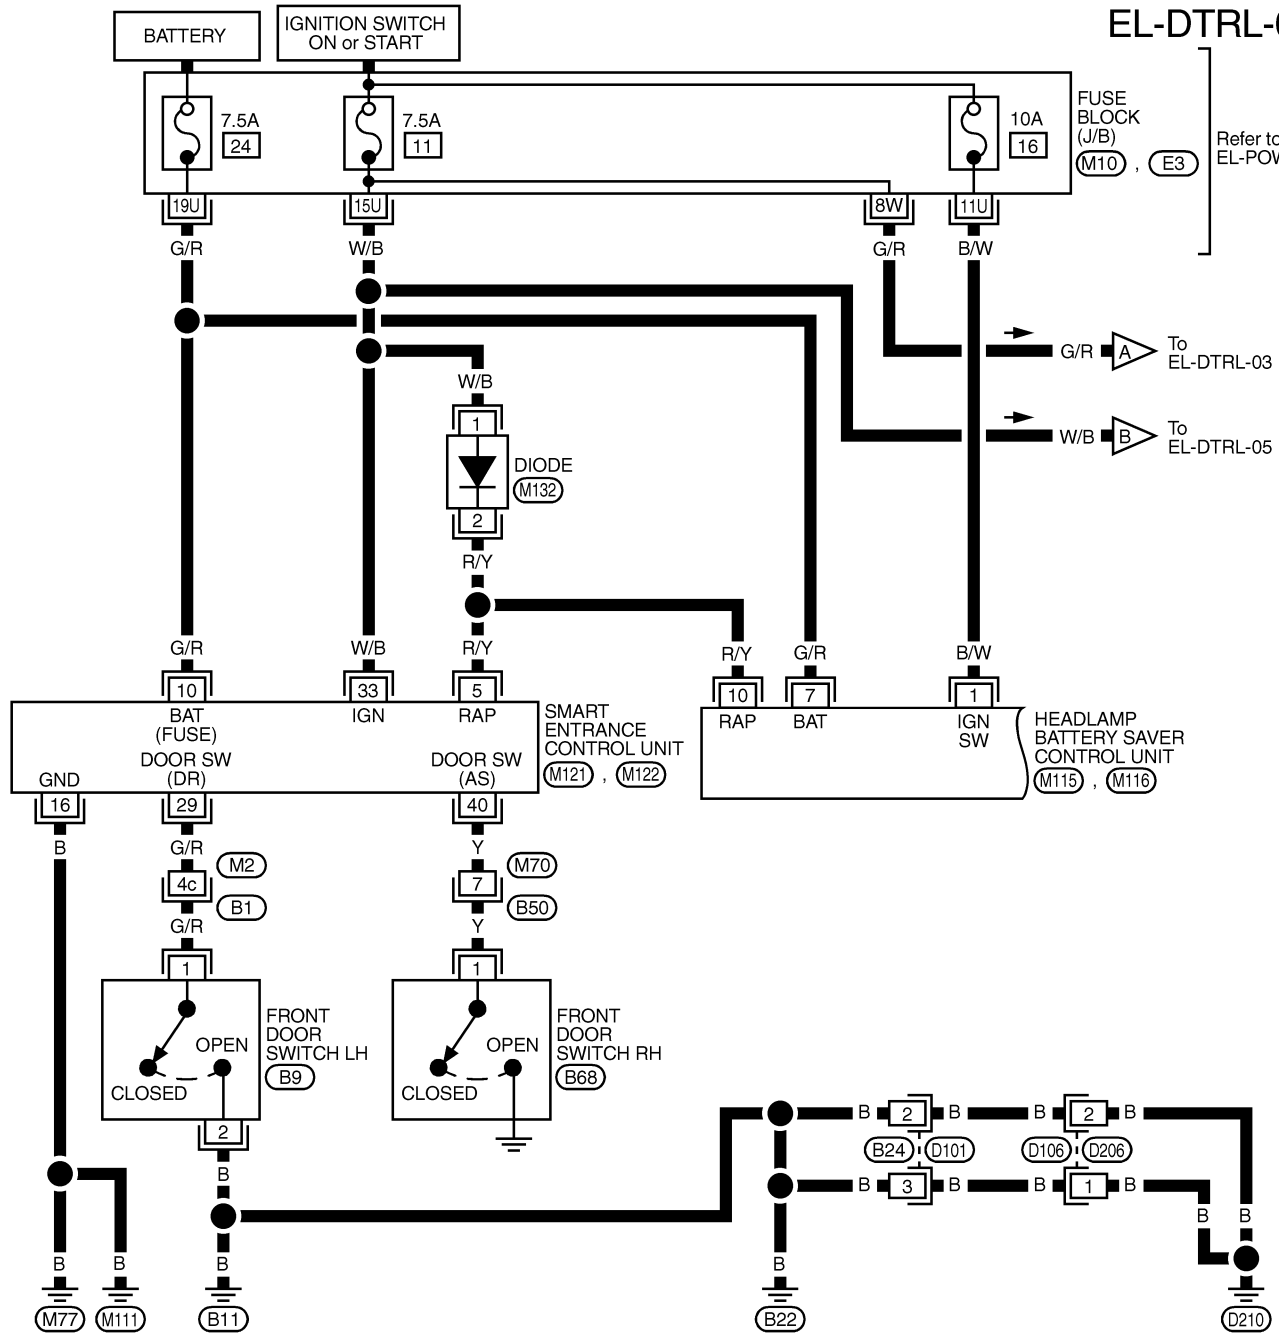 EL-DTRL-
BATTERY
IGNITION SWITCH
ON or START
7.5A
24
7.5A
11
10A
16
FUSE
BLOCK
(J/B)
M10 , E3
Refer to
19U
15U
8W
11U
G/R
W/B
G/R
B/W
G/R
A
To
EL-DTRL-03
W/B
B
To
EL-DTRL-05
W/B
1
DIODE
M132
2
R/Y
G/R
W/B
R/Y
R/Y
G/R
B/W
10
33
5
10
7
1
BAT
(FUSE)
IGN
RAP
RAP
BAT
IGN
SW
DOOR SW
(DR)
DOOR SW
(AS)
GND
SMART
ENTRANCE
CONTROL UNIT
M121 , M122
HEADLAMP
BATTERY SAVER
CONTROL UNIT
M115 , M116
16
29
40
B
G/R
Y
M2
M70
4c
7
B1
B50
G/R
Y
1
1
OPEN
CLOSED
FRONT
DOOR
SWITCH LH
B9
OPEN
CLOSED
FRONT
DOOR
SWITCH RH
B68
2
B
B 2 B
B 2 B
B24 D101
D106 D206
B 3 B
B 1 B
B
B
B
B
B
B
M77
M111
B11
B22
D210